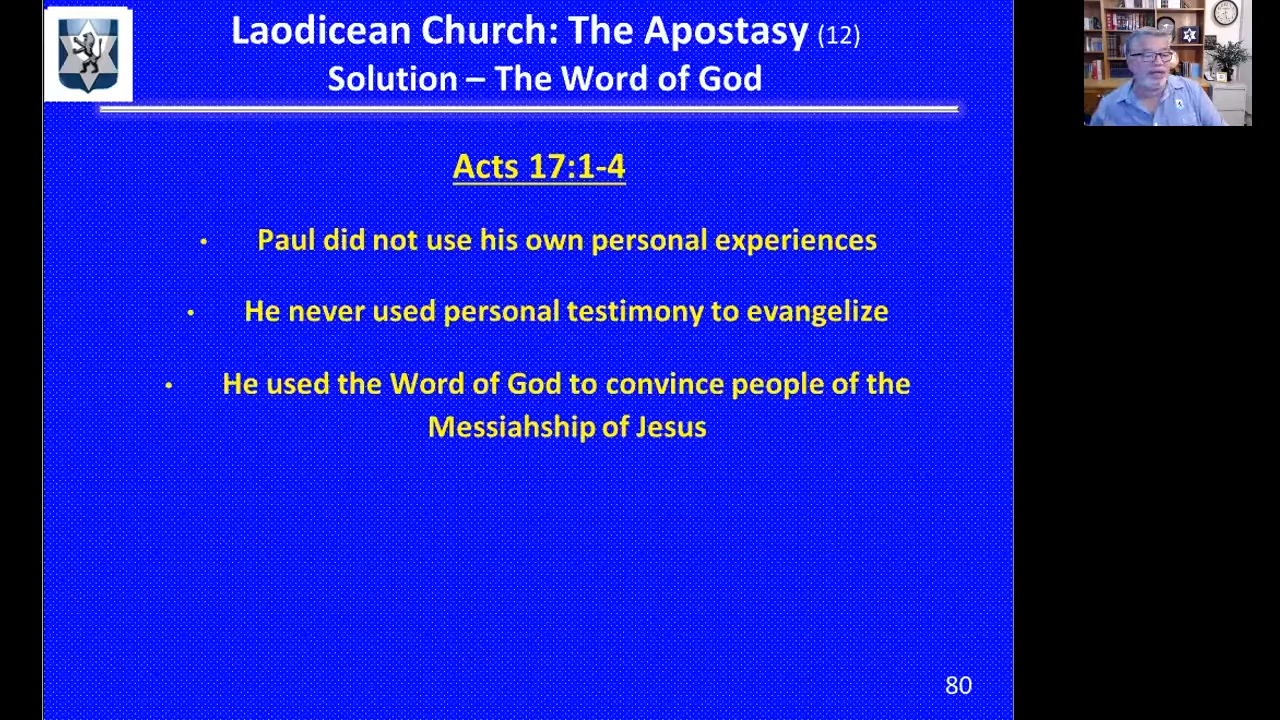 Laodicean Church: The Apostasy (12)
Solution – The Word of God
Acts 17:1-4
• Paul did not use his own personal experiences
• He never used personal testimony to evangelize
• He used the Word of God to convince people of the
Messiahship of Jesus
80